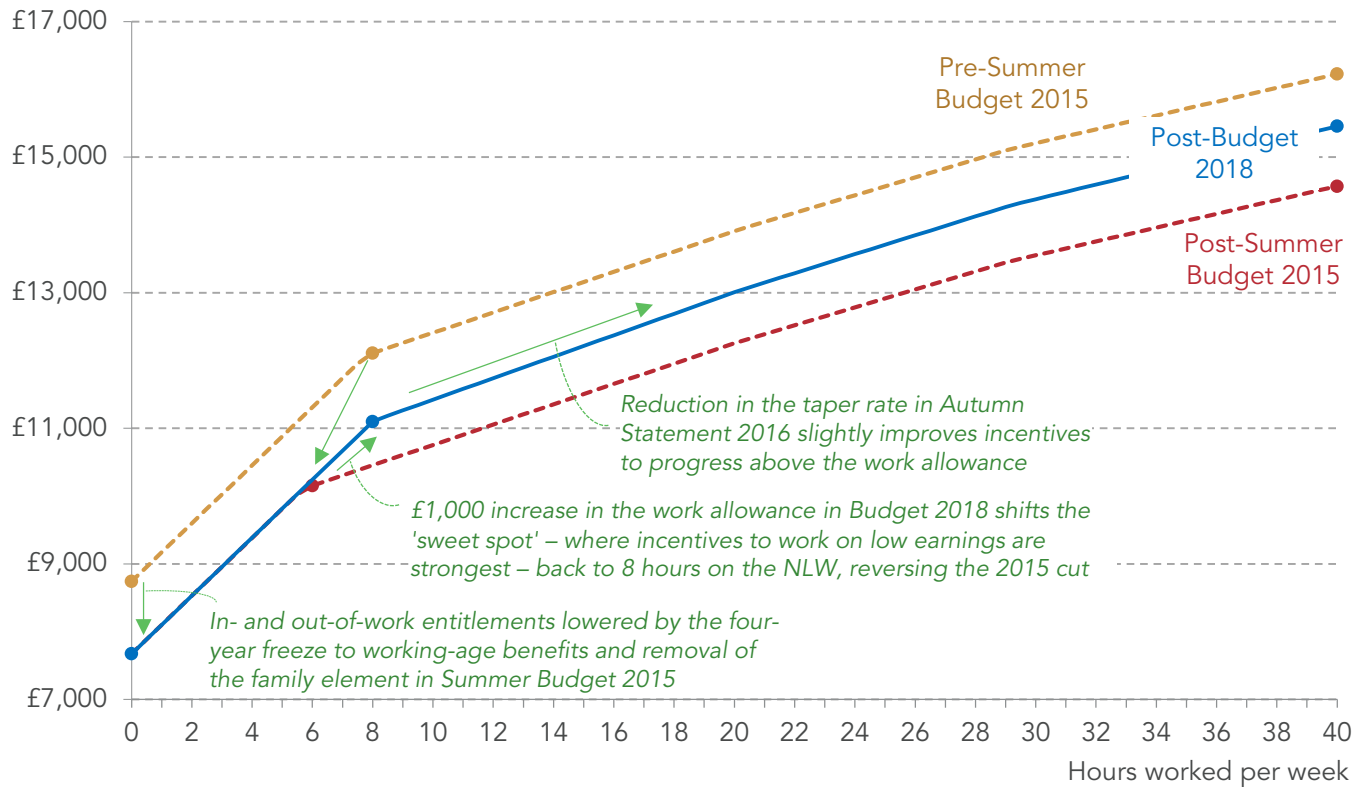 £17,000
Pre-Summer
Budget 2015
£15,000
Post-Budget
2018
Post-Summer
Budget 2015
£13,000
Reduction in the taper rate in Autumn
Statement 2016 slightly improves incentives
to progress above the work allowance
£11,000
£1,000 increase in the work allowance in Budget 2018 shifts the
'sweet spot' – where incentives to work on low earnings are
strongest – back to 8 hours on the NLW, reversing the 2015 cut
£9,000
In- and out-of-work entitlements lowered by the four-
year freeze to working-age benefits and removal of
the family element in Summer Budget 2015
£7,000
0 2 4 6 8 10 12 14 16 18 20 22 24 26 28 30 32 34 36 38 40
Hours worked per week